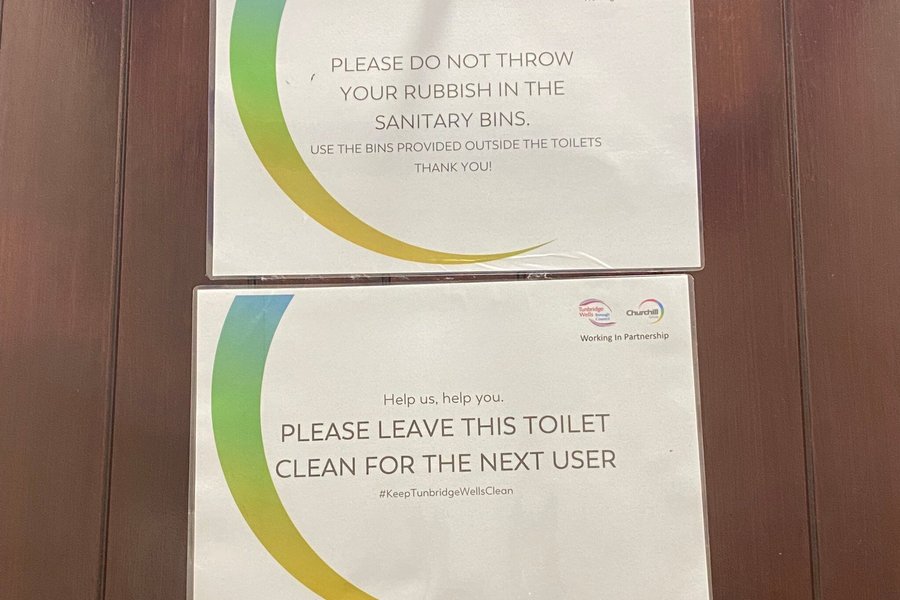 PLEASE DO NOT THROW
YOUR RUBBISH IN THE
SANITARY BINS.
USE THE BINS PROVIDED OUTSIDE THE TOILETS
THANK YOU!
Tunbridge
Wells Borough
Council
Churchill
Working In Partnership
Help us, help you.
PLEASE LEAVE THIS TOILET
CLEAN FOR THE NEXT USER
#KeepTunbridgeWellsClean